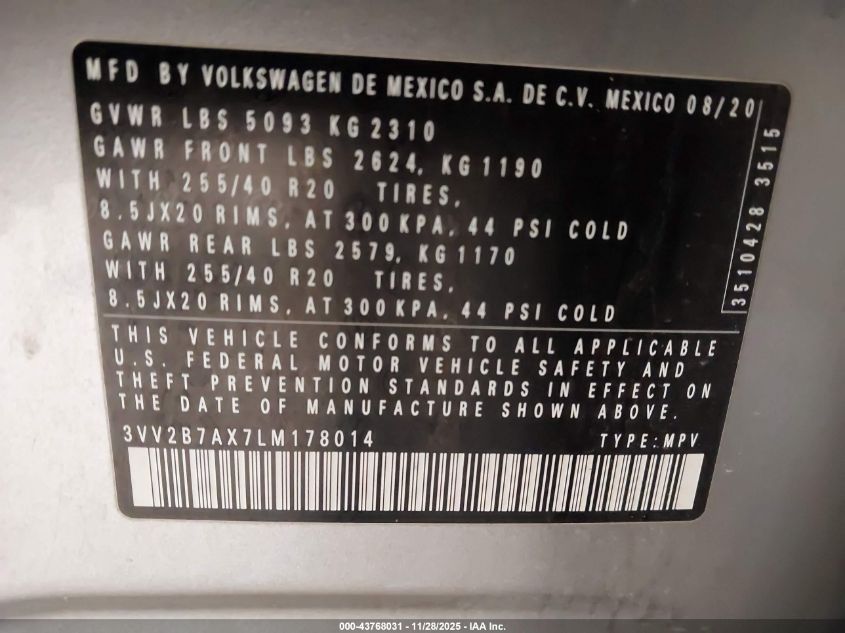 MFD BY VOLKSWAGEN DE MEXICO S.A. DE C.V. MEXICO 08/20
GVWR LBS 5093 KG 2310
GAWR FRONT LBS 2624, KG 1190
WITH 255/40 R20 TIRES,
8.5JX20 RIMS, AT 300 KPA, 44 PSI COLD
GAWR REAR LBS 2579, KG 1170
WITH 255/40 R20 TIRES,
8.5JX20 RIMS, AT 300 KPA, 44 PSI COLD
3510428 3515
THIS VEHICLE CONFORMS TO ALL APPLICABLE
U.S. FEDERAL MOTOR VEHICLE SAFETY AND
THEFT PREVENTION STANDARDS IN EFFECT ON
THE DATE OF MANUFACTURE SHOWN ABOVE.
3VV2B7AX7LM178014 TYPE: MPV
000-43768031 - 11/28/2025 - IAA Inc.